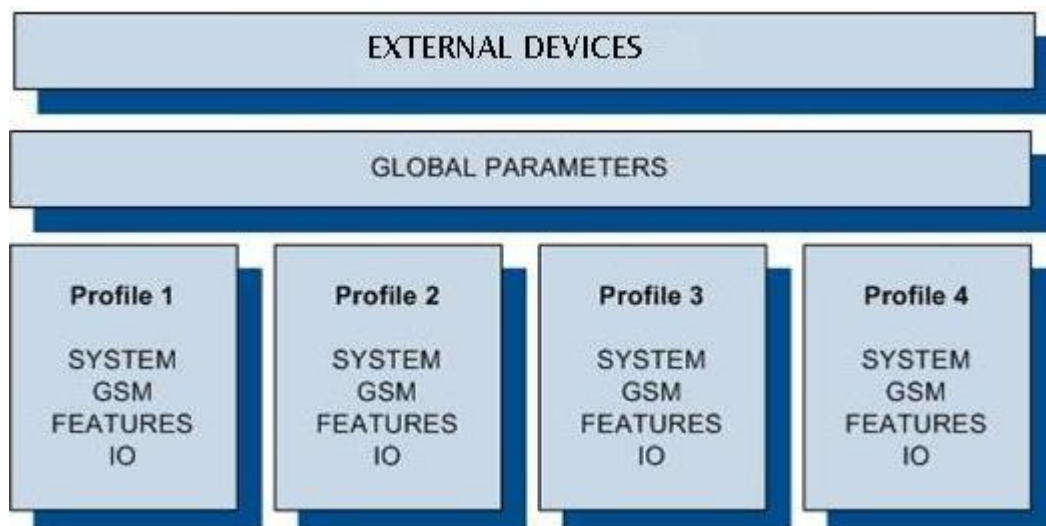 EXTERNAL DEVICES
GLOBAL PARAMETERS
Profile 1
SYSTEM
GSM
FEATURES
IO
Profile 2
SYSTEM
GSM
FEATURES
IO
Profile 3
SYSTEM
GSM
FEATURES
IO
Profile 4
SYSTEM
GSM
FEATURES
IO